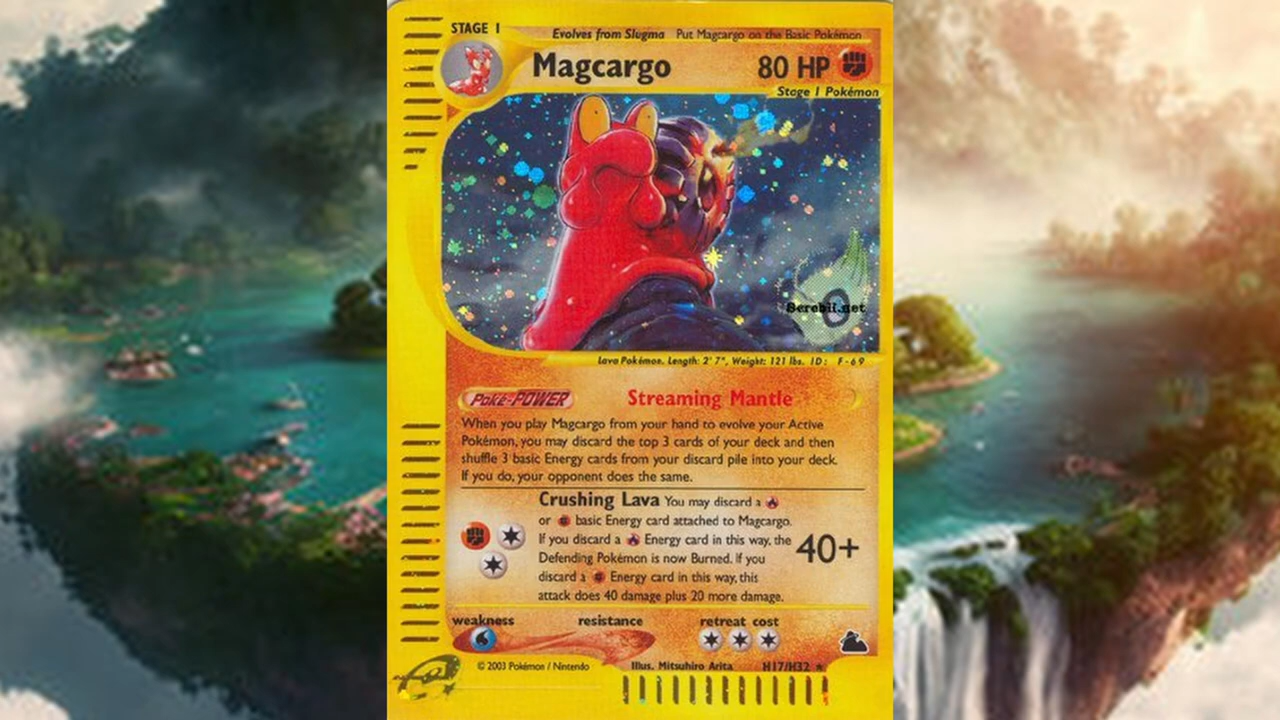 STAGE 1
Evolves from Slugma Put Magcargo on the Basic Pokémon
Magcargo 80 HP
Stage 1 Pokémon
Serebii.net
Lava Pokémon. Length: 2' 7", Weight: 121 lbs. ID: F-69
Poké-POWER Streaming Mantle
When you play Magcargo from your hand to evolve your Active
Pokémon, you may discard the top 3 cards of your deck and then
shuffle 3 basic Energy cards from your discard pile into your deck.
If you do, your opponent does the same.
Crushing Lava You may discard a
or basic Energy card attached to Magcargo.
If you discard a Energy card in this way, the
Defending Pokémon is now Burned. If you
discard a Energy card in this way, this
attack does 40 damage plus 20 more damage.
40+
weakness resistance retreat cost
© 2003 Pokémon / Nintendo Illus. Mitsuhiro Arita H17/H32 ★